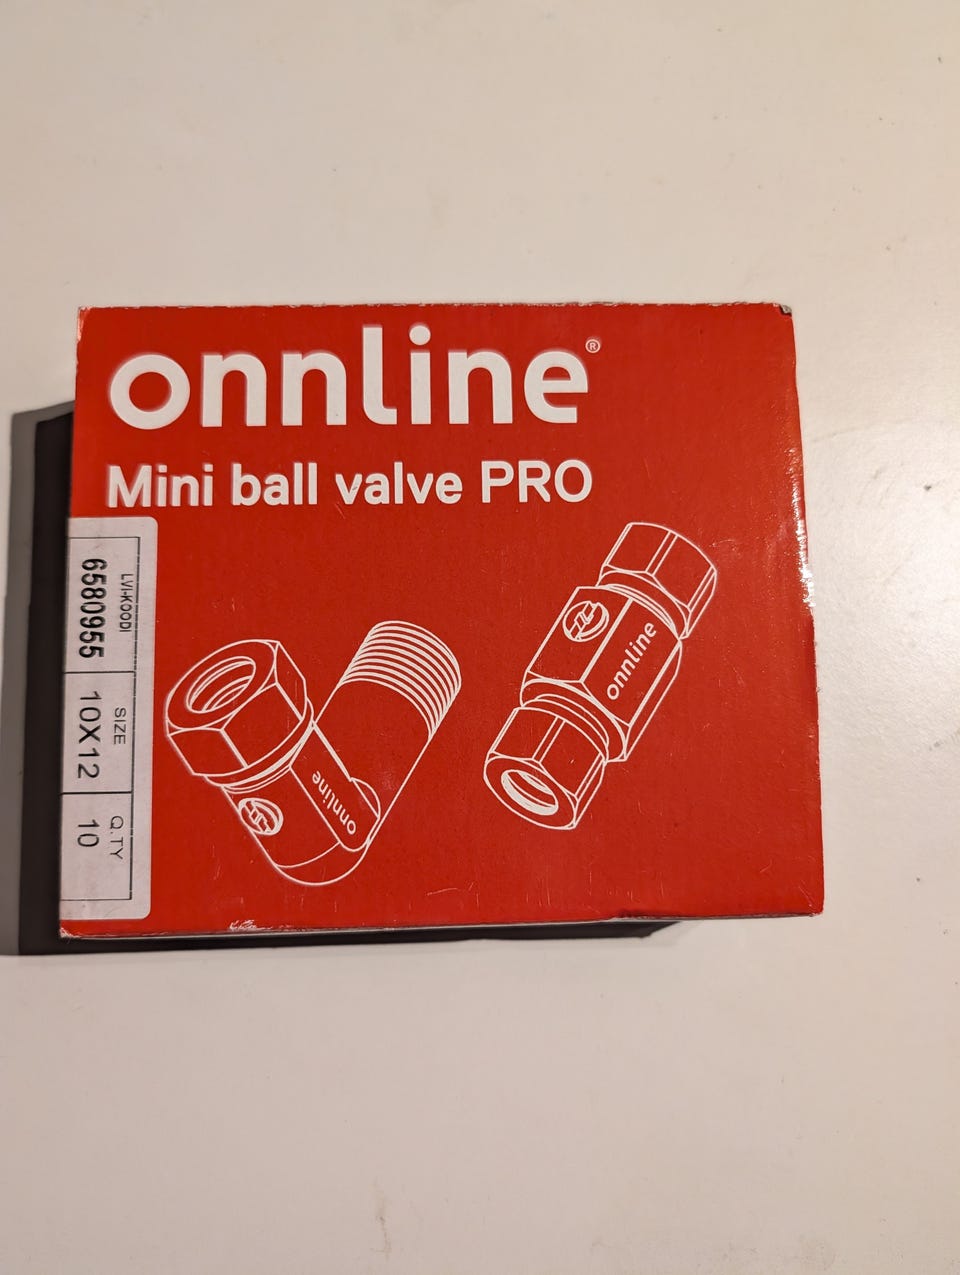 onnline®
Mini ball valve PRO
LVI-KOODI
6580955
SIZE
10X12
Q.TY
10
onnline
onnline